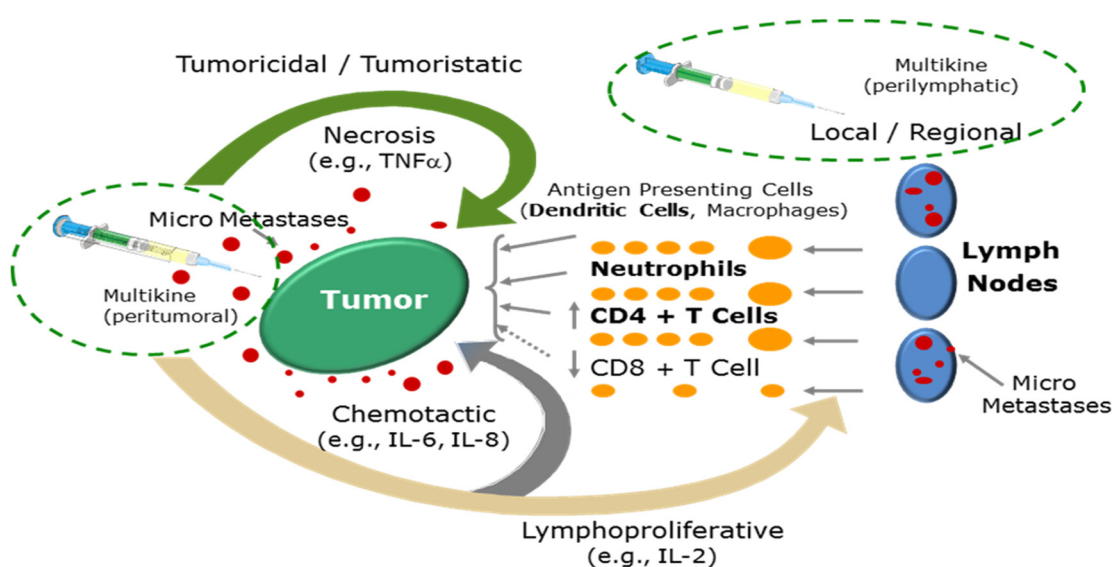 Tumoricidal / Tumoristatic
Necrosis
(e.g., TNFα)
Micro Metastases
Multikine
(peritumoral)
Tumor
Chemotactic
(e.g., IL-6, IL-8)
Lymphoproliferative
(e.g., IL-2)
Multikine
(perilymphatic)
Local / Regional
Antigen Presenting Cells
(Dendritic Cells, Macrophages)
Neutrophils
CD4 + T Cells
CD8 + T Cell
Lymph
Nodes
Micro
Metastases